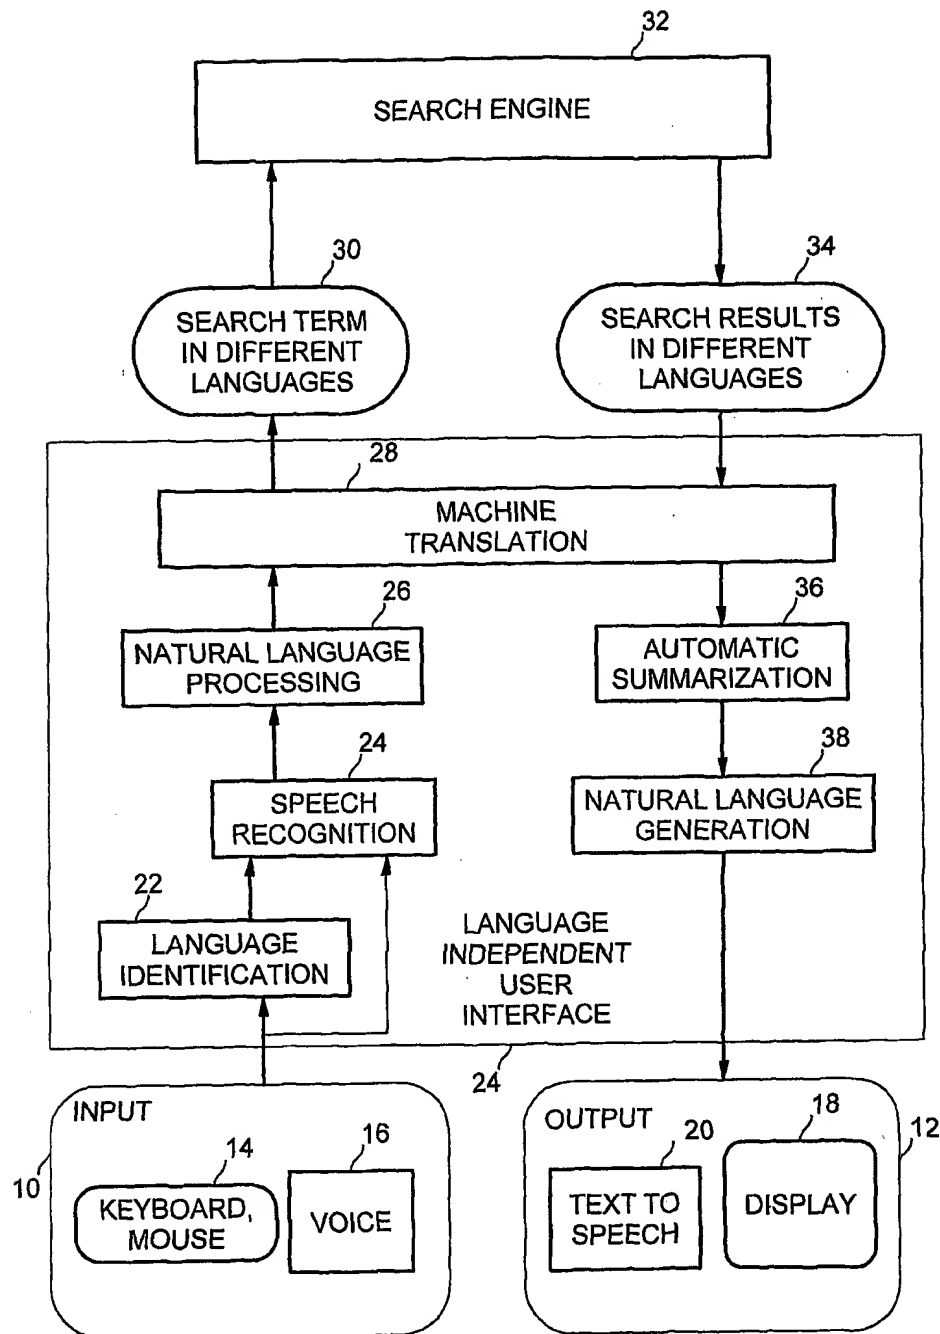 32
SEARCH ENGINE
30
34
SEARCH TERM
IN DIFFERENT
LANGUAGES
SEARCH RESULTS
IN DIFFERENT
LANGUAGES
28
MACHINE
TRANSLATION
26
36
NATURAL LANGUAGE
PROCESSING
AUTOMATIC
SUMMARIZATION
24
38
SPEECH
RECOGNITION
NATURAL LANGUAGE
GENERATION
22
LANGUAGE
IDENTIFICATION
LANGUAGE
INDEPENDENT
USER
INTERFACE
24
INPUT
OUTPUT
10
14
16
20
18
12
KEYBOARD,
MOUSE
VOICE
TEXT TO
SPEECH
DISPLAY